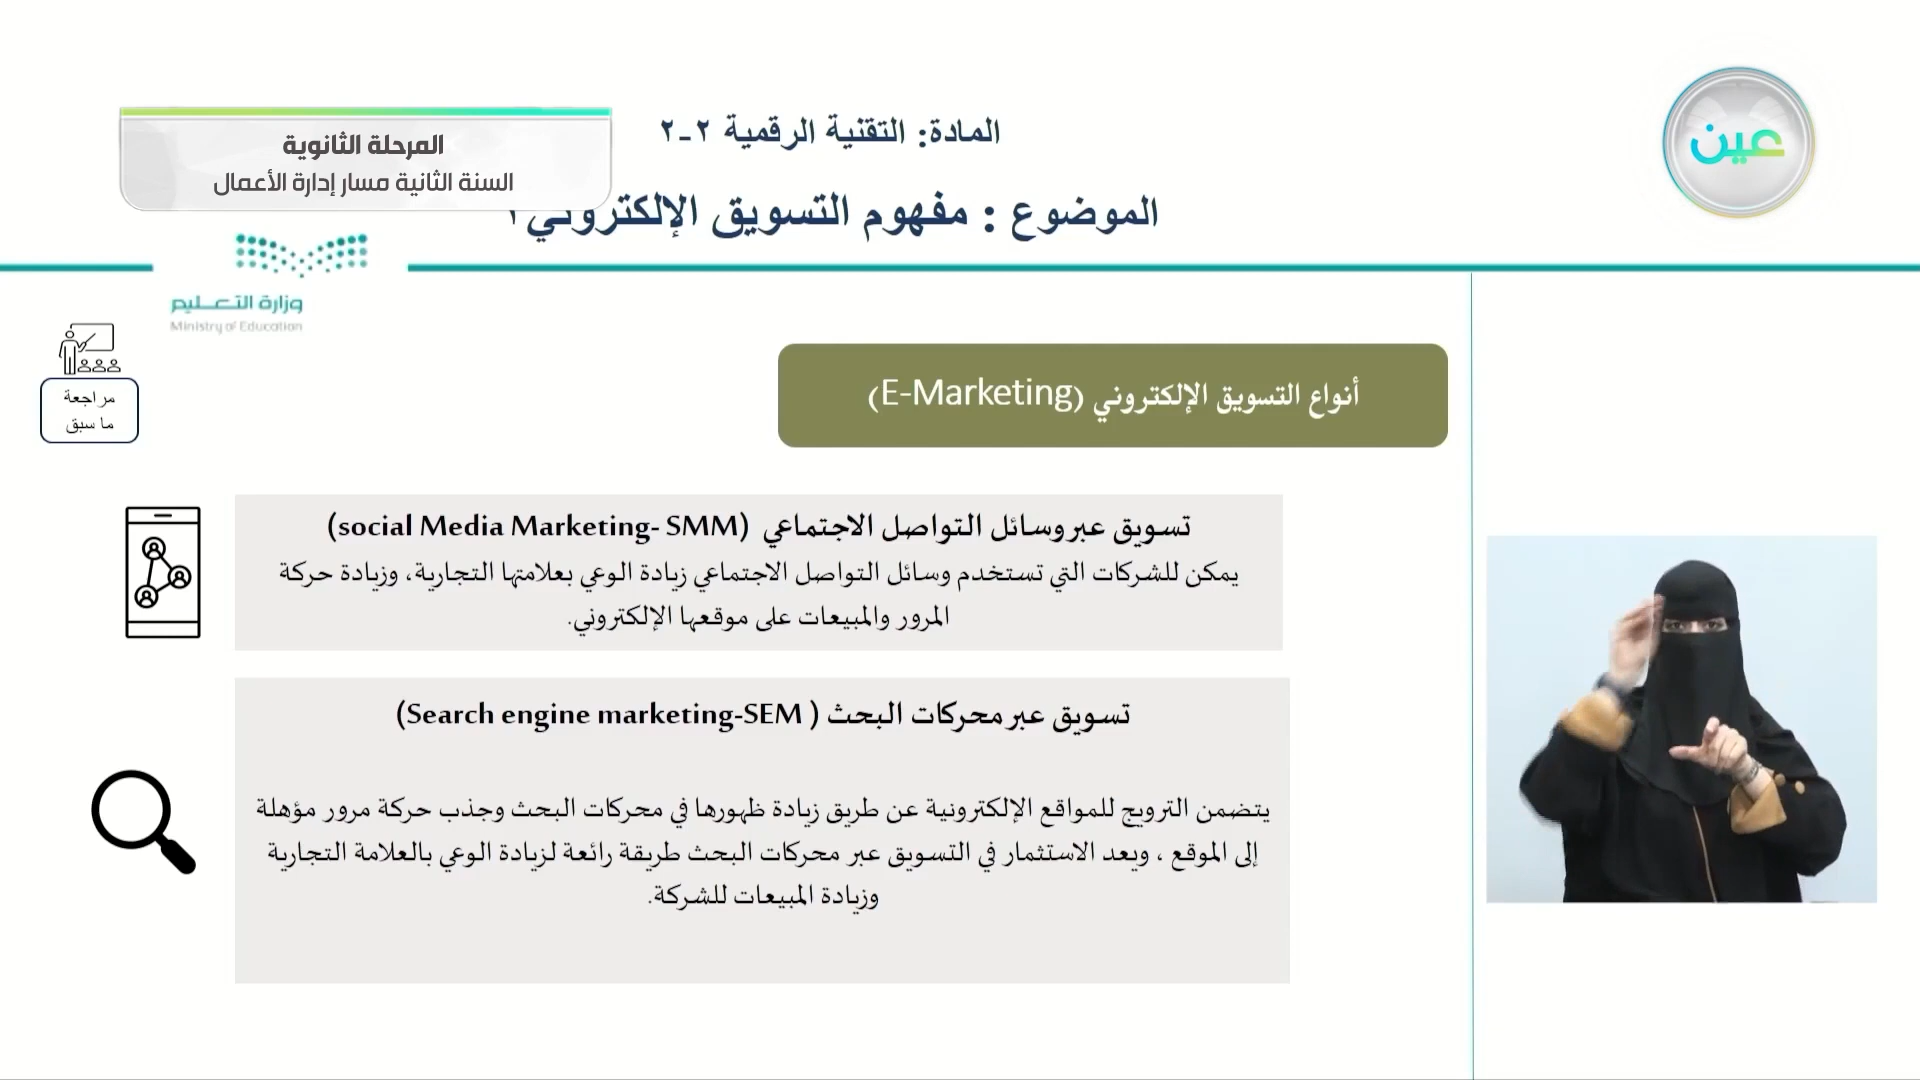 عين
المادة: التقنية الرقمية ٢-٢
المرحلة الثانوية
السنة الثانية مسار إدارة الأعمال
الموضوع : مفهوم التسويق الإلكتروني
وزارة التعـلـيم
Ministry of Education
مراجعة
ما سبق
أنواع التسويق الإلكتروني (E-Marketing)
تسويق عبر وسائل التواصل الاجتماعي (social Media Marketing- SMM)
يمكن للشركات التي تستخدم وسائل التواصل الاجتماعي زيادة الوعي بعلامتها التجارية، وزيادة حركة
المرور والمبيعات على موقعها الإلكتروني.
تسويق عبر محركات البحث ( Search engine marketing-SEM)
يتضمن الترويج للمواقع الإلكترونية عن طريق زيادة ظهورها في محركات البحث وجذب حركة مرور مؤهلة
إلى الموقع ، ويعد الاستثمار في التسويق عبر محركات البحث طريقة رائعة لزيادة الوعي بالعلامة التجارية
وزيادة المبيعات للشركة.